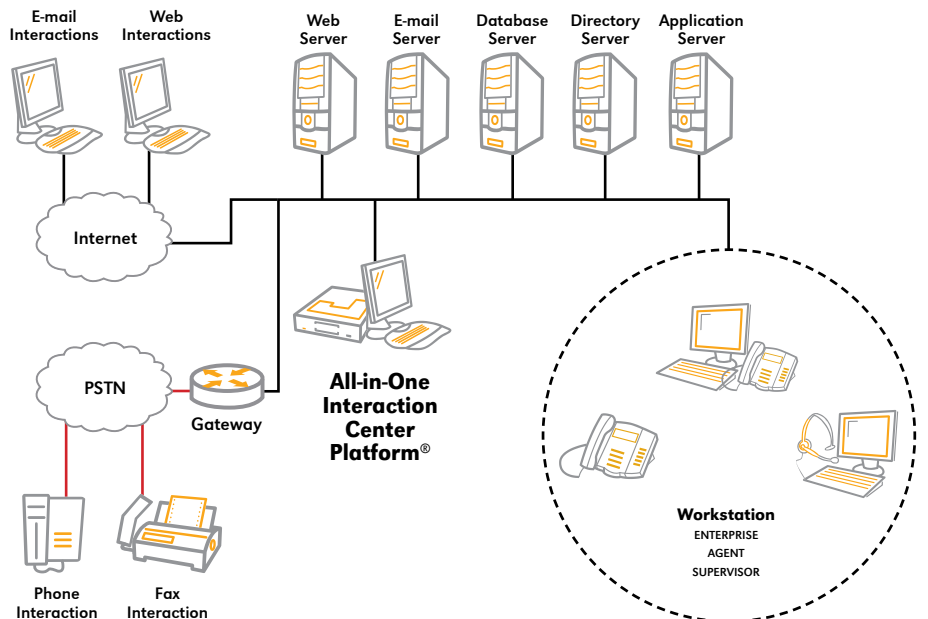 E-mail
Interactions
Web
Interactions
Web
Server
E-mail
Server
Database
Server
Directory
Server
Application
Server
Internet
PSTN
Gateway
All-in-One
Interaction
Center
Platform®
Workstation
ENTERPRISE
AGENT
SUPERVISOR
Phone
Interaction
Fax
Interaction